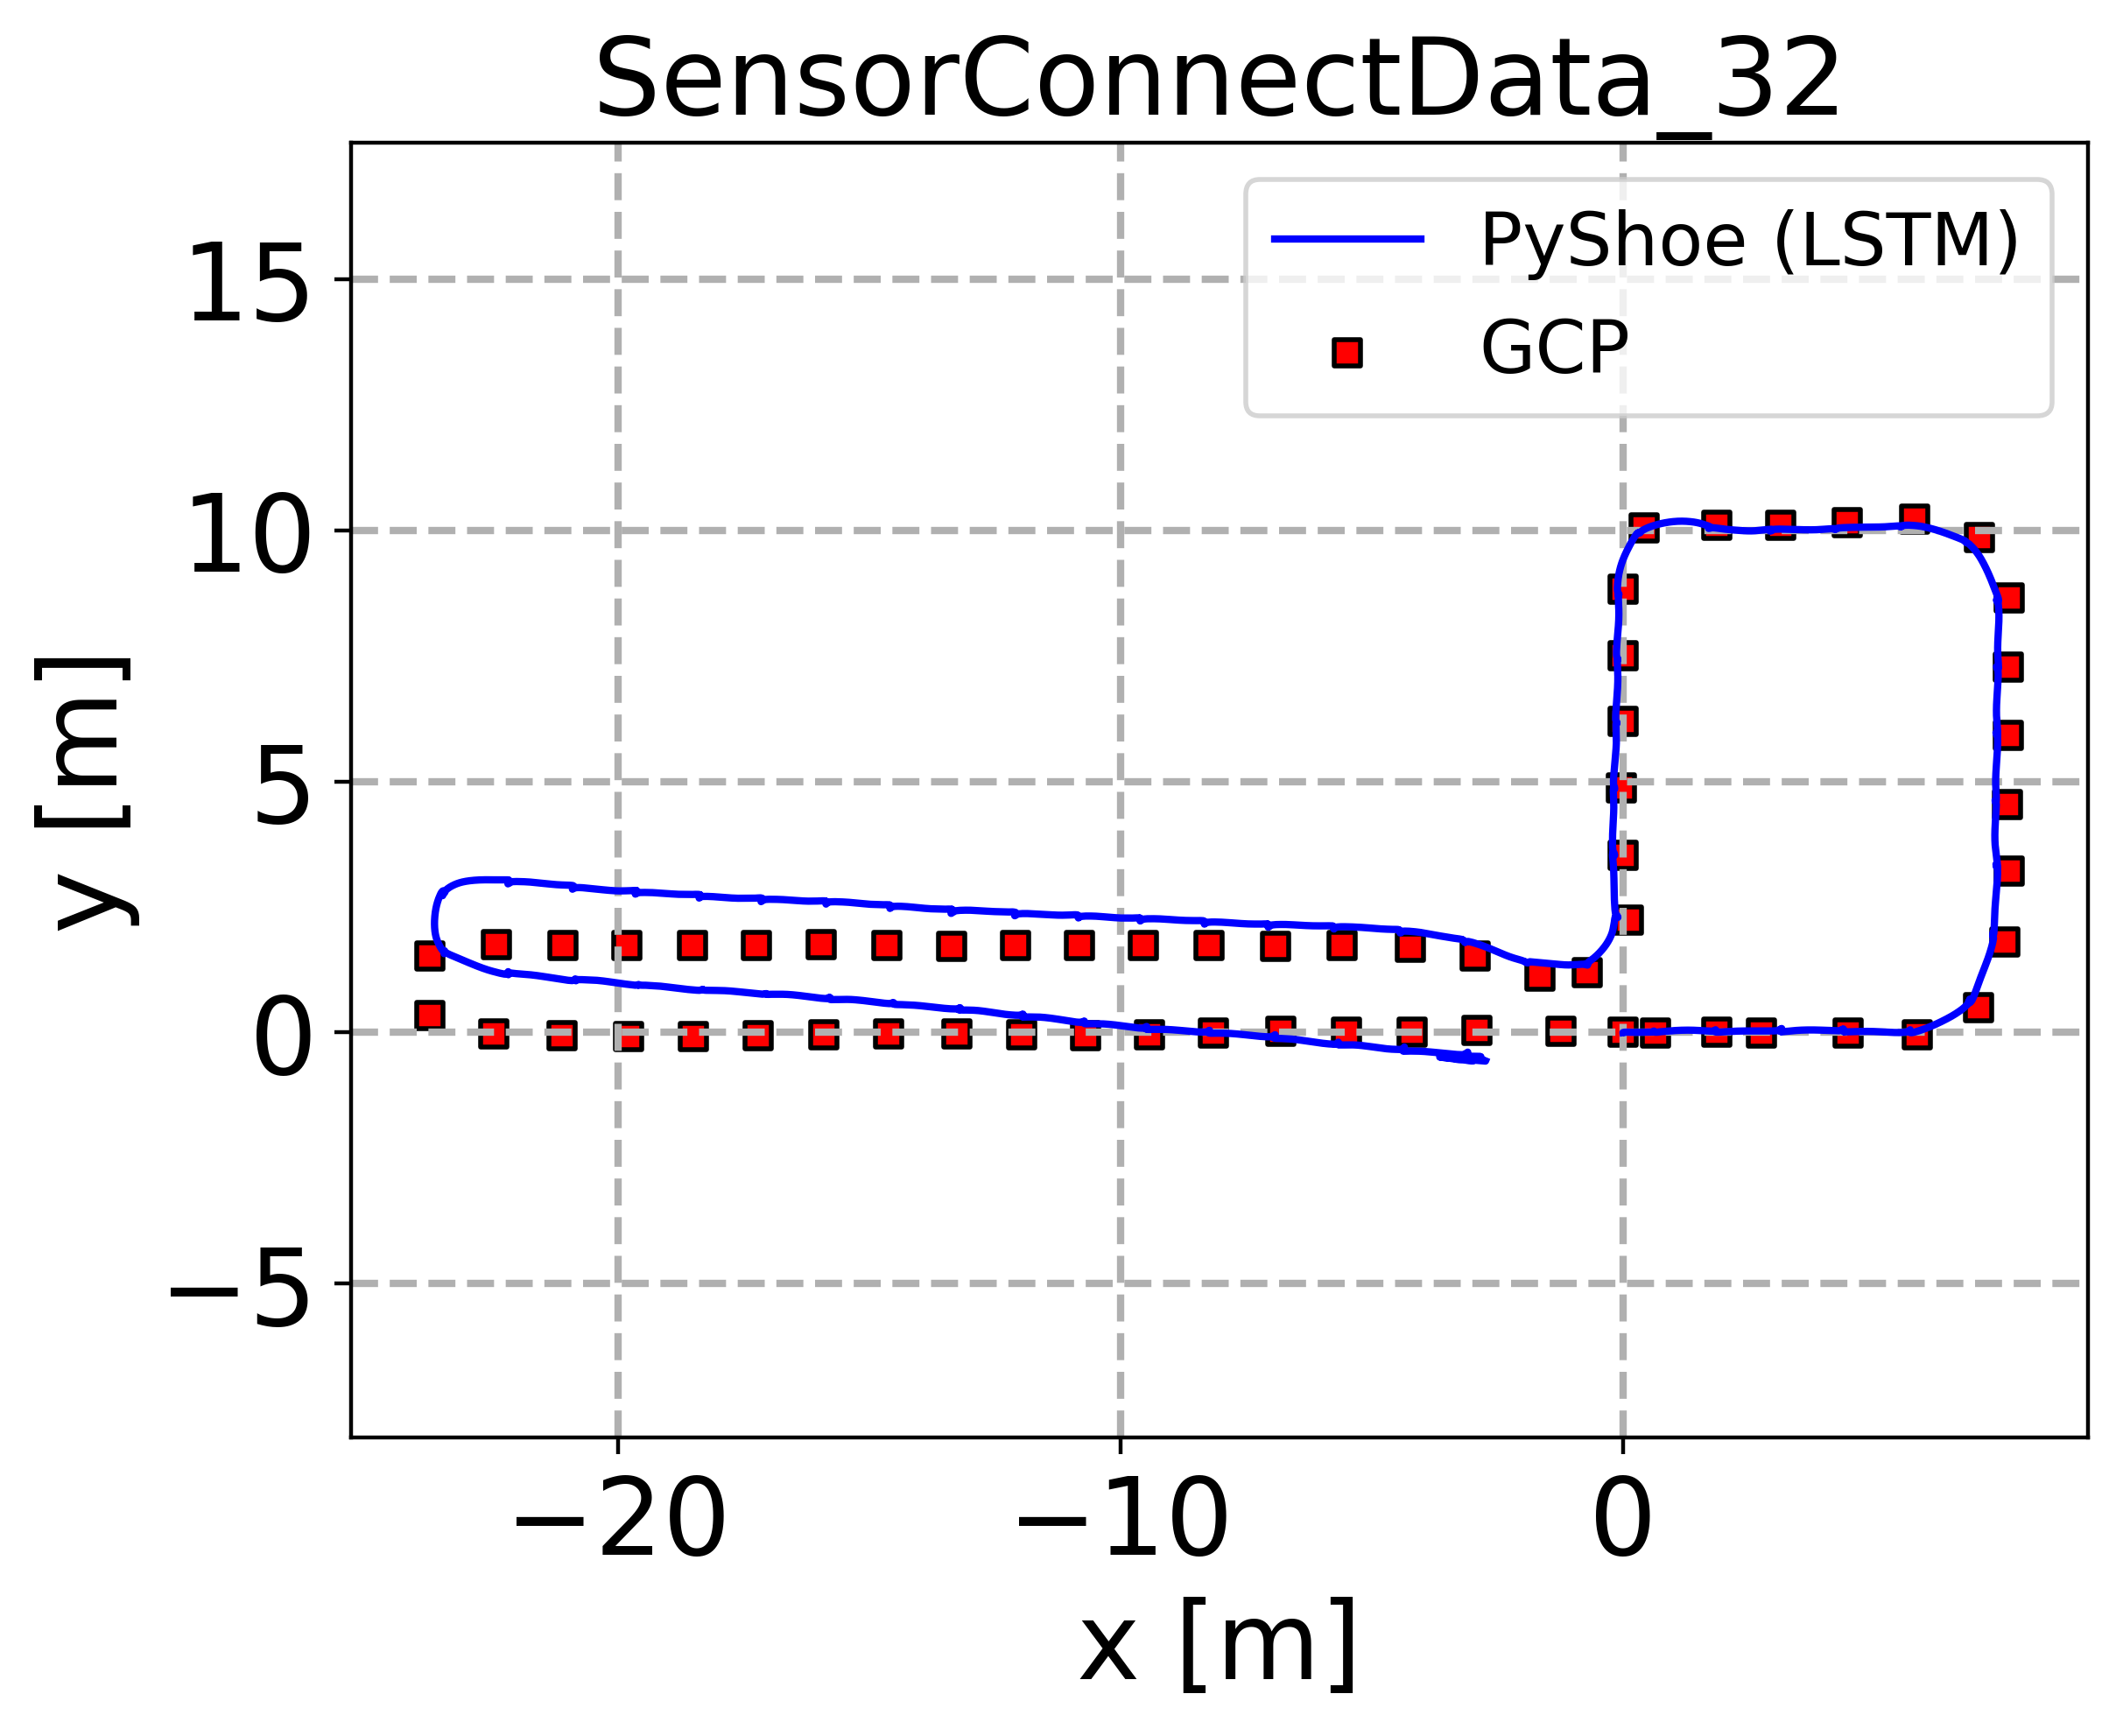 SensorConnectData_32
PyShoe (LSTM)
GCP
15
10
5
0
−5
y [m]
−20
−10
0
x [m]